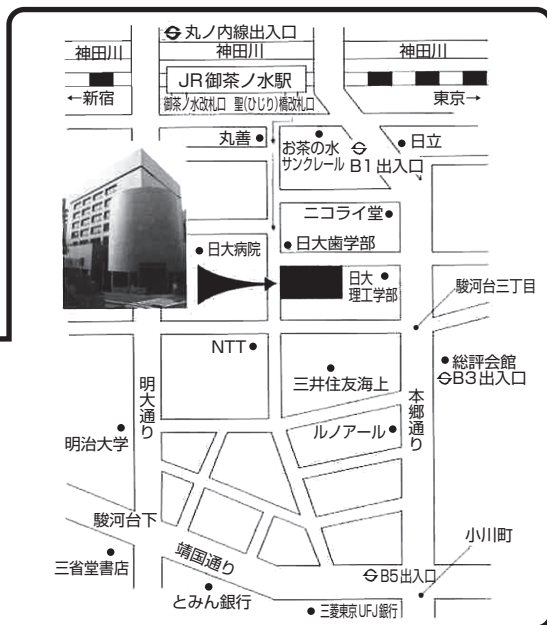 丸ノ内線出入口
神田川
神田川
神田川
JR御茶ノ水駅
←新宿
御茶ノ水改札口
聖(ひじり)橋改札口
東京→
丸善
お茶の水
サンクレール
日立
B1出入口
ニコライ堂
日大病院
日大歯学部
日大
理工学部
駿河台三丁目
NTT
総評会館
B3出入口
三井住友海上
明大通り
本郷通り
ルノアール
明治大学
駿河台下
小川町
靖国通り
三省堂書店
B5出入口
とみん銀行
三菱東京UFJ銀行